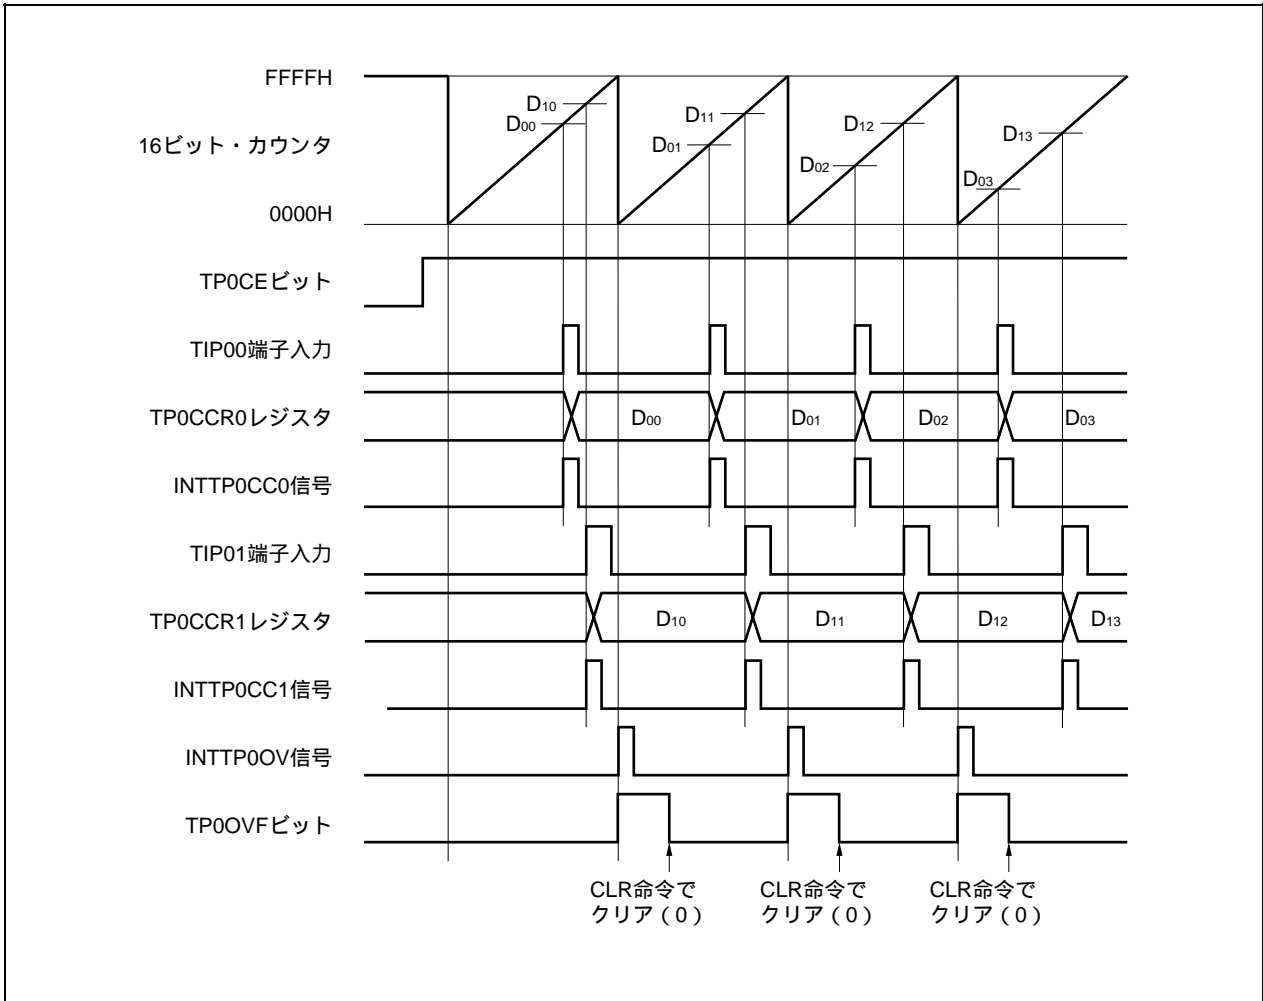 FFFFH
16ビット・カウンタ
0000H
D10
D00
D11
D01
D12
D02
D13
D03
TP0CEビット
TIP00端子入力
TP0CCR0レジスタ
D00
D01
D02
D03
INTTP0CC0信号
TIP01端子入力
TP0CCR1レジスタ
D10
D11
D12
D13
INTTP0CC1信号
INTTP0OV信号
TP0OVFビット
CLR命令で
クリア(0)
CLR命令で
クリア(0)
CLR命令で
クリア(0)